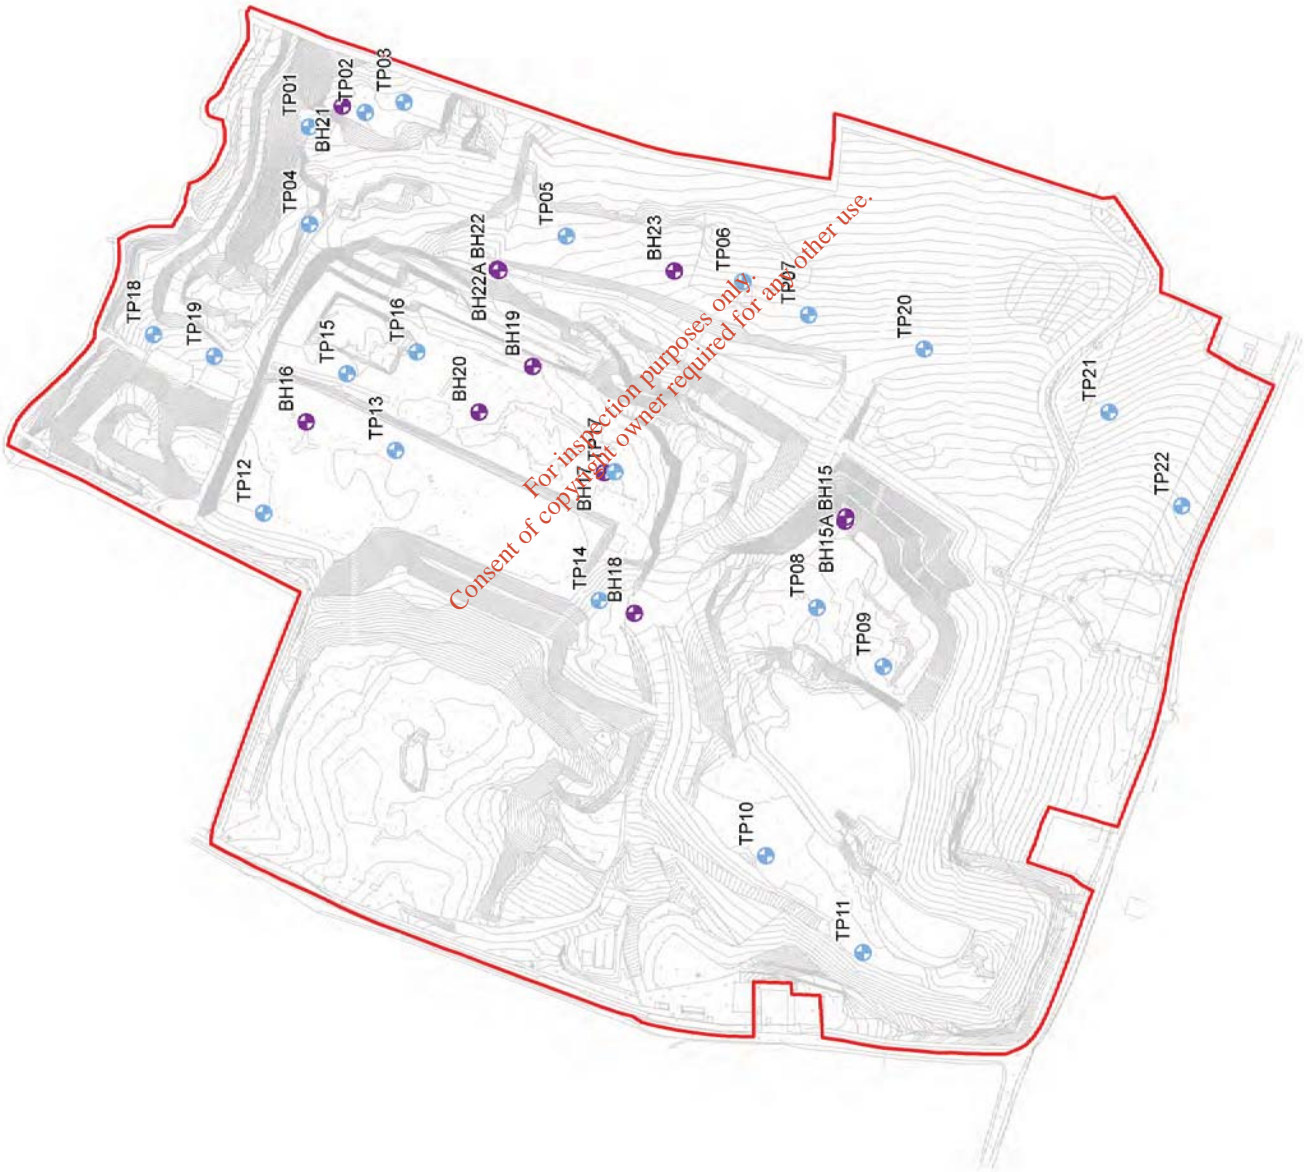 TP01
TP02
TP03
BH21
TP04
TP18
TP19
TP05
BH22A BH22
BH23
TP06
TP07
TP15
TP16
BH19
BH16
TP13
BH20
TP12
BH17
TP17
TP14
BH18
TP20
TP21
TP22
BH15A BH15
TP08
TP09
TP10
TP11
For inspection purposes only.
Consent of copyright owner required for any other use.